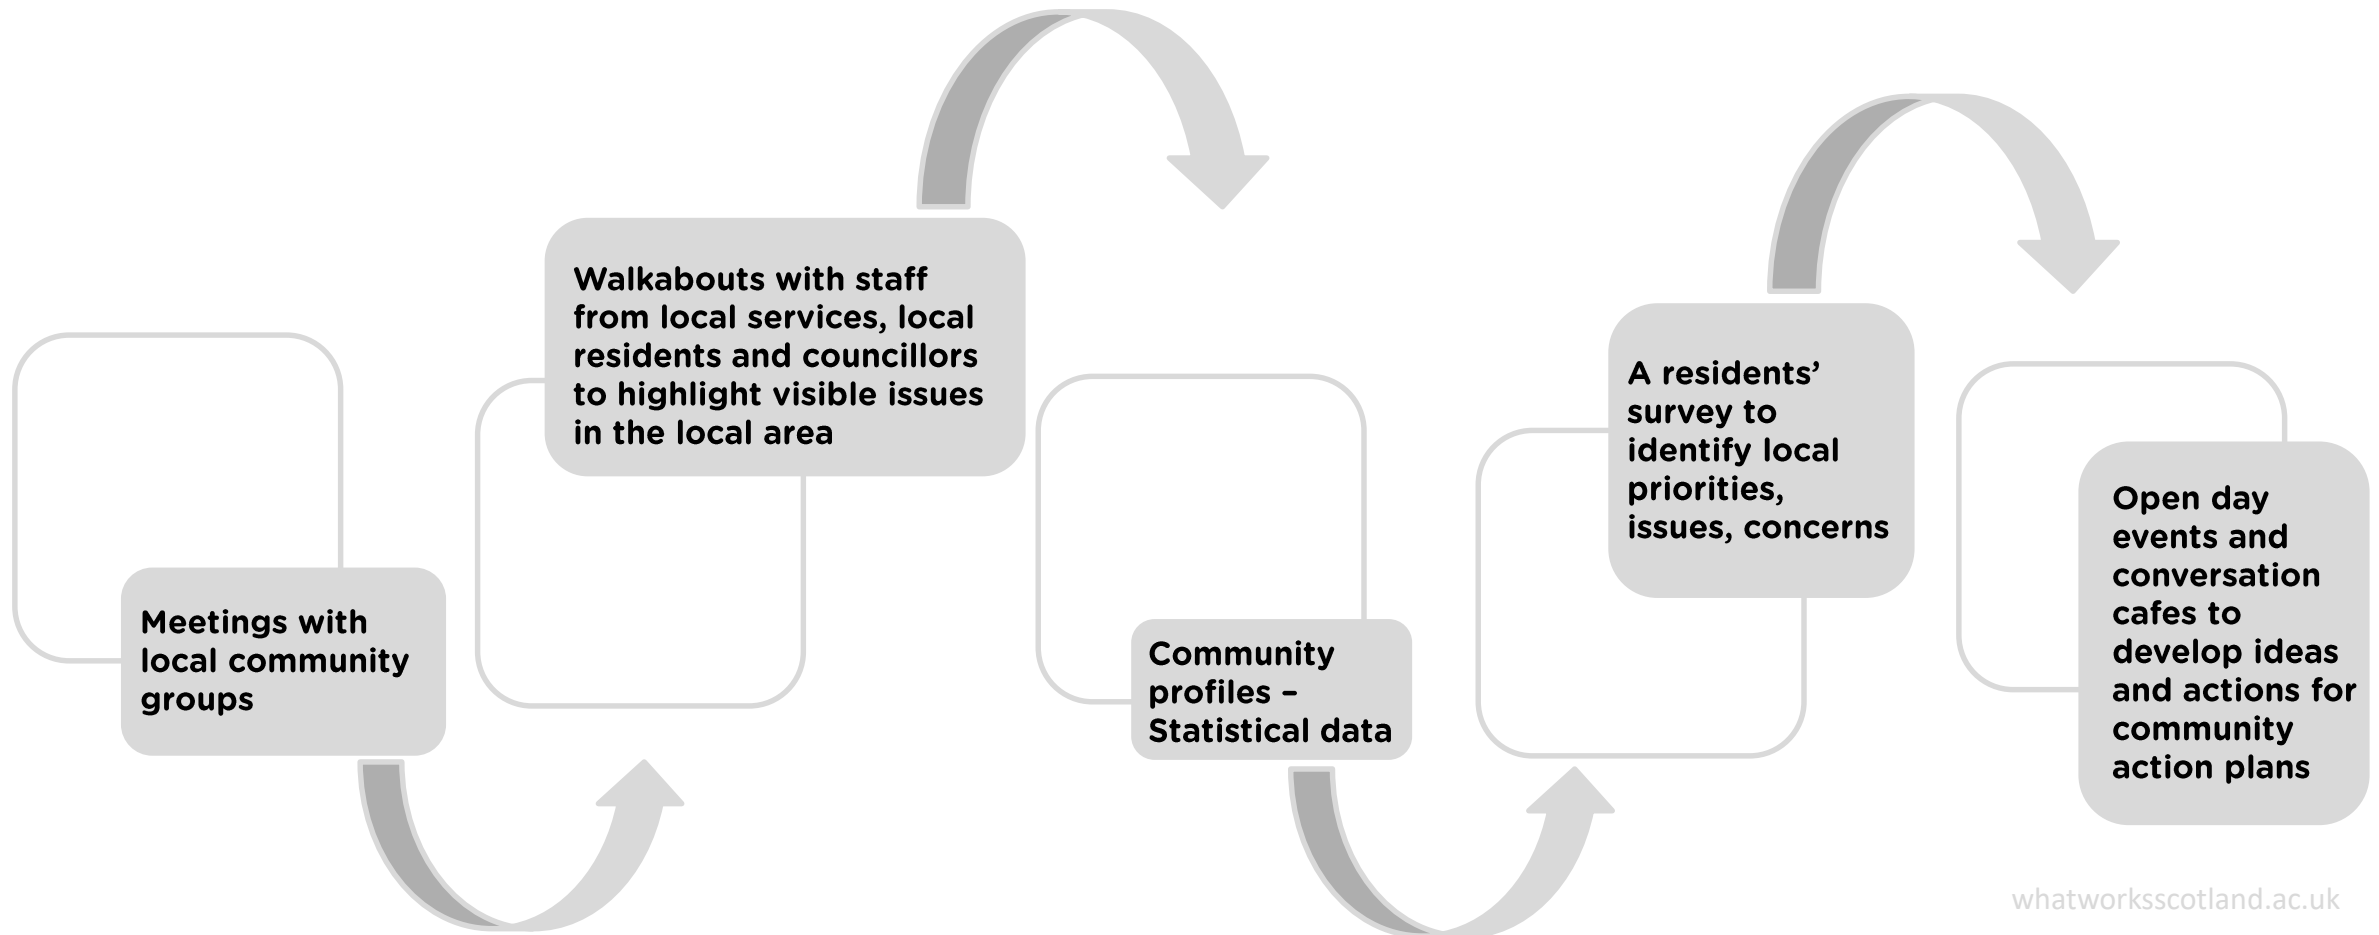 Meetings with
local community
groups
Walkabouts with staff
from local services, local
residents and councillors
to highlight visible issues
in the local area
Community
profiles –
Statistical data
A residents’
survey to
identify local
priorities,
issues, concerns
Open day
events and
conversation
cafes to
develop ideas
and actions for
community
action plans
whatworksscotland.ac.uk